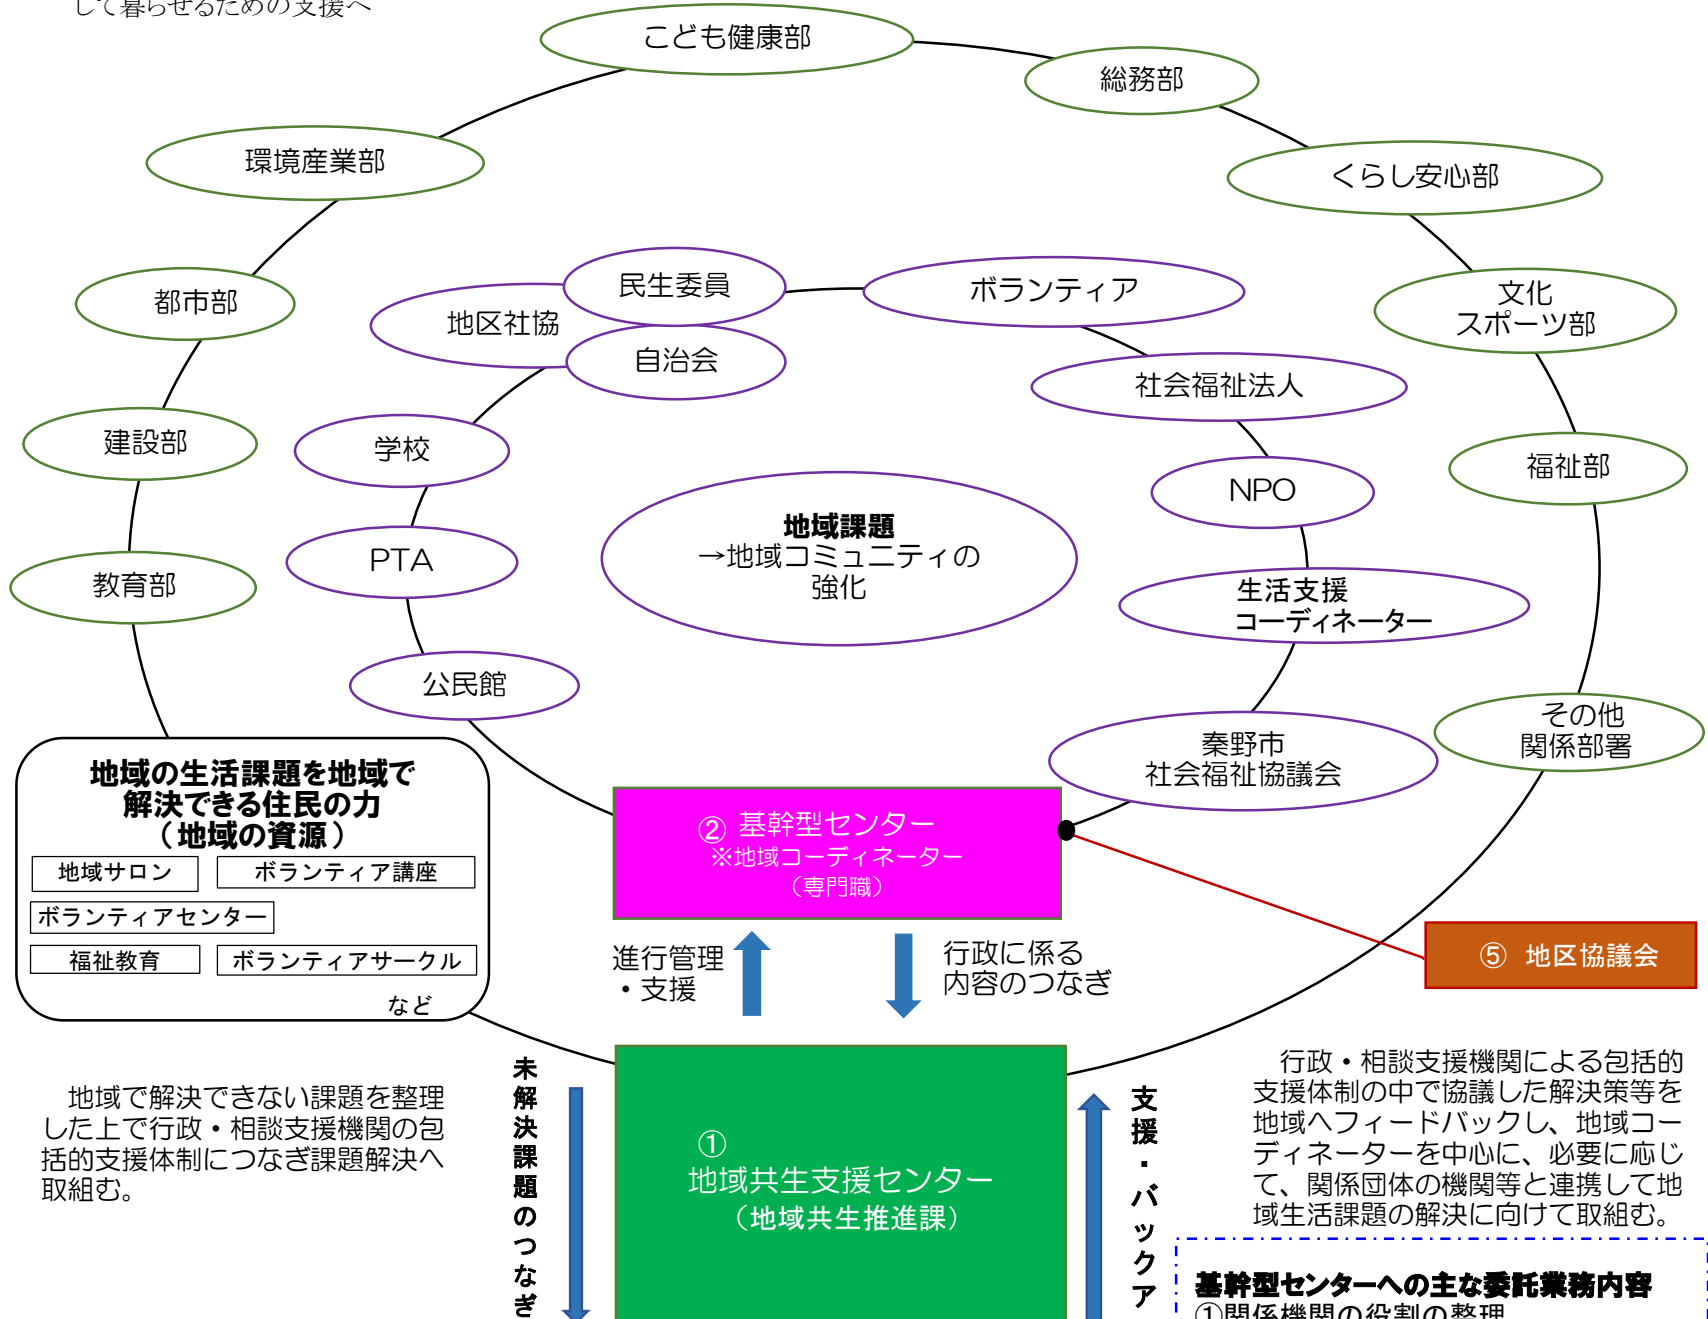 して暮らせるための支援へ
こども健康部
総務部
環境産業部
くらし安心部
都市部
民生委員
地区社協
自治会
ボランティア
文化
スポーツ部
社会福祉法人
建設部
学校
NPO
福祉部
地域課題
→地域コミュニティの
強化
PTA
教育部
生活支援
コーディネーター
公民館
秦野市
社会福祉協議会
その他
関係部署
地域の生活課題を地域で
解決できる住民の力
（地域の資源）
地域サロン
ボランティア講座
ボランティアセンター
福祉教育
ボランティアサークル
など
② 基幹型センター
※地域コーディネーター
（専門職）
進行管理
・支援
行政に係る
内容のつなぎ
⑤ 地区協議会
地域で解決できない課題を整理
した上で行政・相談支援機関の包
括的支援体制につなぎ課題解決へ
取組む。
未解決課題のつなぎ
①
地域共生支援センター
（地域共生推進課）
支援・バックア
行政・相談支援機関による包括的
支援体制の中で協議した解決策等を
地域へフィードバックし、地域コー
ディネーターを中心に、必要に応じ
て、関係団体の機関等と連携して地
域生活課題の解決に向けて取組む。
基幹型センターへの主な委託業務内容
①関係機関の役割の整理